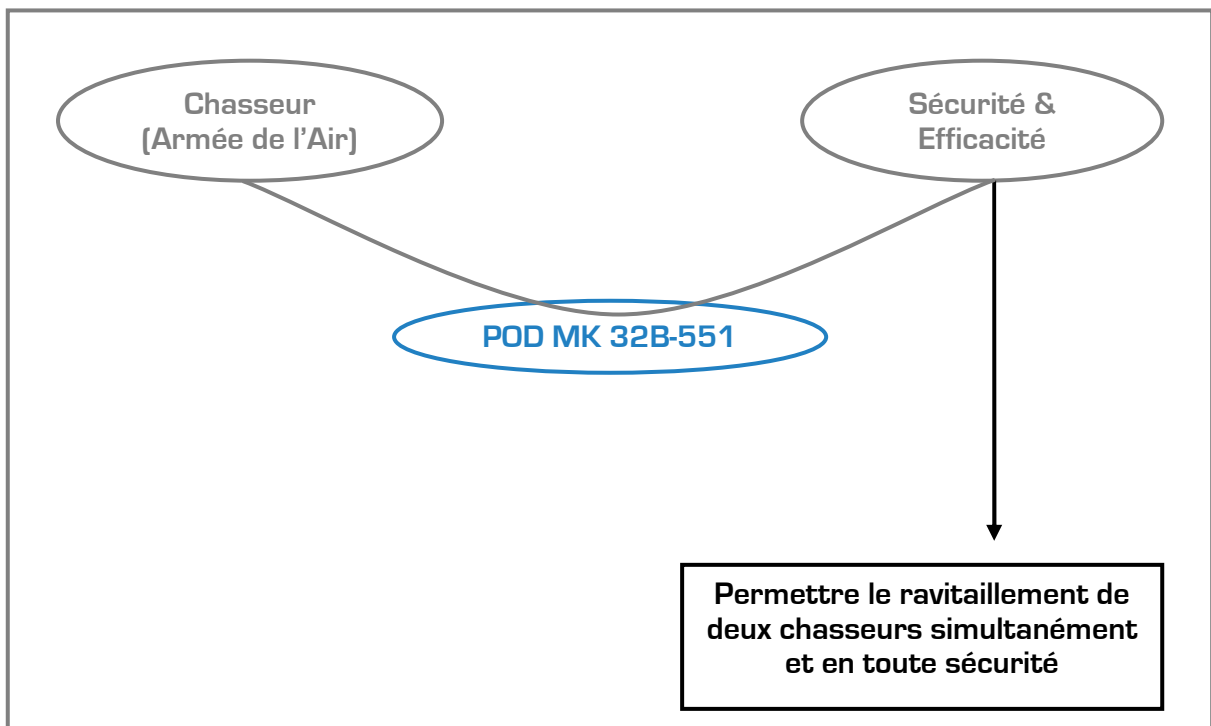 Chasseur
(Armée de l'Air)
Sécurité &
Efficacité
POD MK 32B-551
Permettre le ravitaillement de
deux chasseurs simultanément
et en toute sécurité